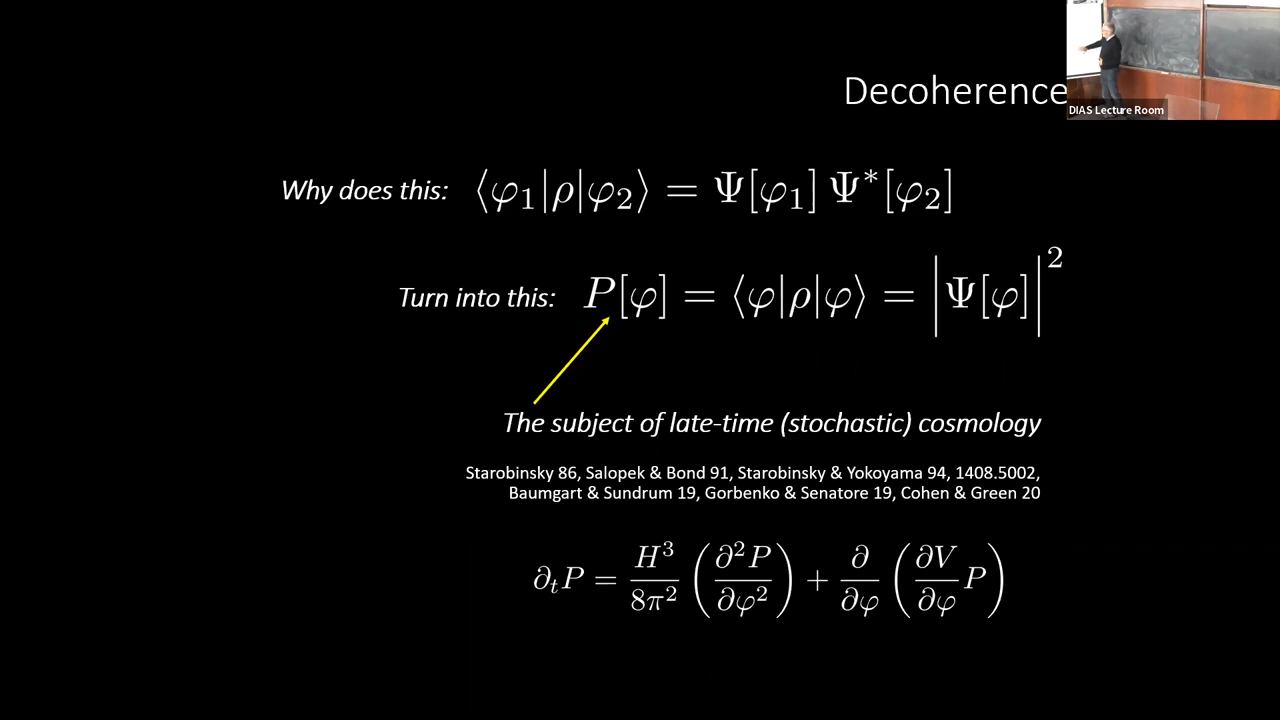 Decoherence
DIAS Lecture Room
Why does this: ⟨φ₁|ρ|φ₂⟩ = Ψ[φ₁] Ψ*[φ₂]
Turn into this: P[φ] = ⟨φ|ρ|φ⟩ = |Ψ[φ]|²
The subject of late-time (stochastic) cosmology
Starobinsky 86, Salopek & Bond 91, Starobinsky & Yokoyama 94, 1408.5002,
Baumgart & Sundrum 19, Gorbenko & Senatore 19, Cohen & Green 20
∂ₜP = H³/8π² (∂²P/∂φ²) + ∂/∂φ (∂V/∂φ P)